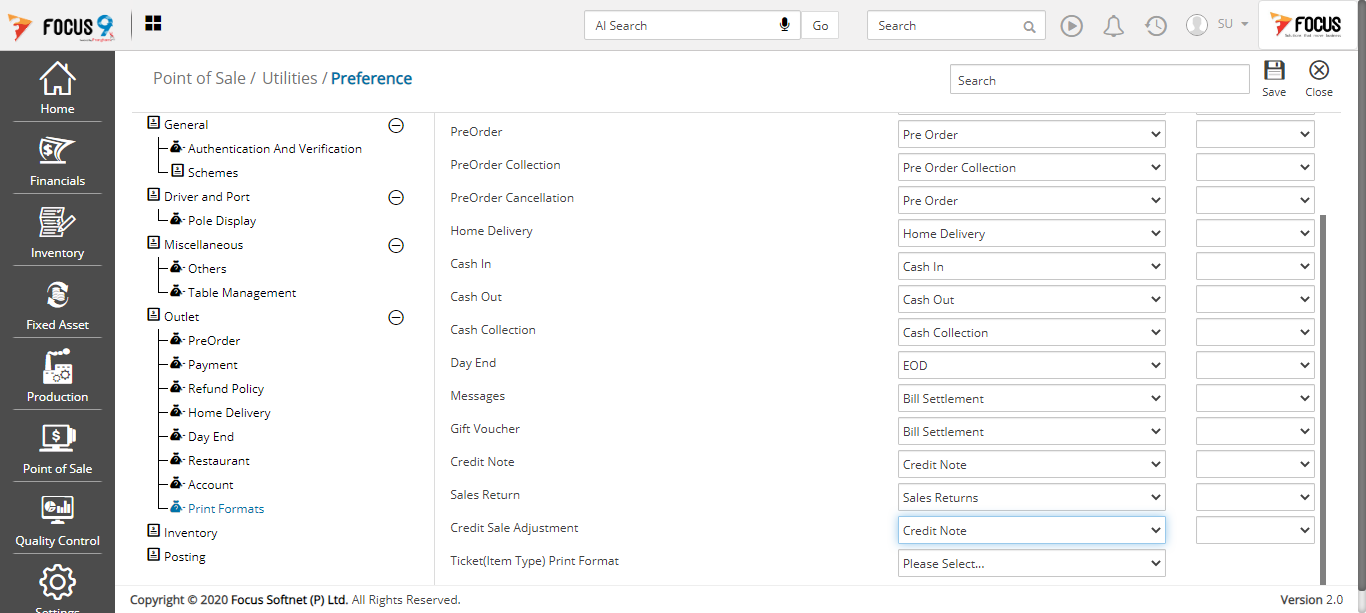 FOCUS 9
AI Search
Go
Search
SU
FOCUS
Point of Sale / Utilities / Preference
Search
Save
Close
Home
Financials
Inventory
Fixed Asset
Production
Point of Sale
Quality Control
Settings
General
Authentication And Verification
Schemes
Driver and Port
Pole Display
Miscellaneous
Others
Table Management
Outlet
PreOrder
Payment
Refund Policy
Home Delivery
Day End
Restaurant
Account
Print Formats
Inventory
Posting
PreOrder Pre Order
PreOrder Collection Pre Order Collection
PreOrder Cancellation Pre Order
Home Delivery Home Delivery
Cash In Cash In
Cash Out Cash Out
Cash Collection Cash Collection
Day End EOD
Messages Bill Settlement
Gift Voucher Bill Settlement
Credit Note Credit Note
Sales Return Sales Returns
Credit Sale Adjustment Credit Note
Ticket(Item Type) Print Format Please Select...
Copyright © 2020 Focus Softnet (P) Ltd. All Rights Reserved.
Version 2.0